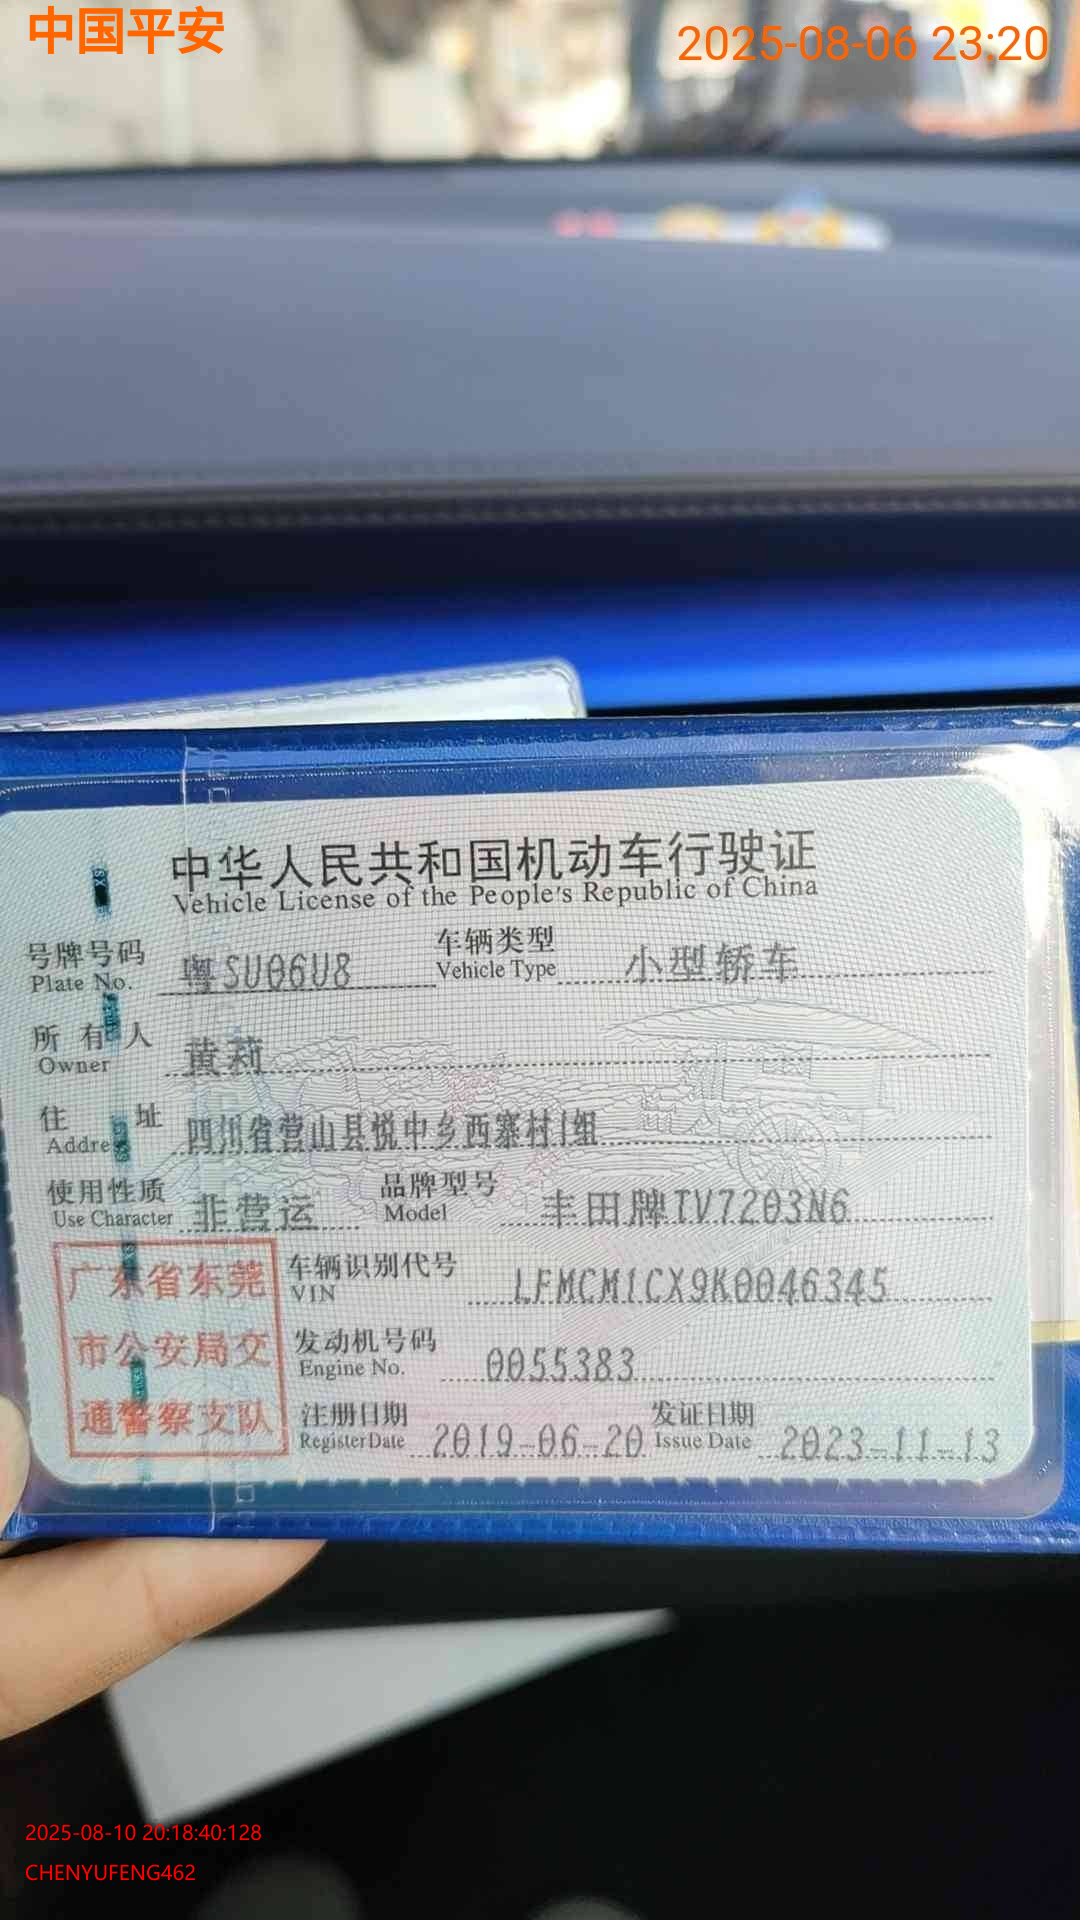 中国平安
2025-08-06 23:20
中华人民共和国机动车行驶证
Vehicle License of the People's Republic of China
号牌号码 粤SU06U8 车辆类型 小型轿车
Plate No. Vehicle Type
所有人 黄莉
Owner
住址 四川省营山县悦中乡西寨村1组
Addre
使用性质 非营运 品牌型号 丰田牌TV7203N6
Use Character Model
车辆识别代号 LFMCM1CX9K0046345
VIN
发动机号码 0055383
Engine No.
注册日期 2019-06-20 发证日期 2023-11-13
Register Date Issue Date
广东省东莞
市公安局交
通警察支队
2025-08-10 20:18:40:128
CHENYUFENG462